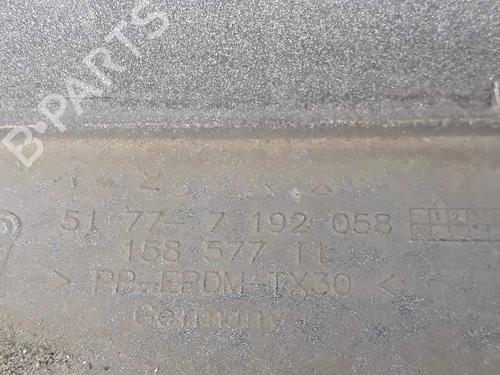 B-PARTS
51 77- 7 192 058
158 577 11
> PP-EPDM-TX30 <
Germany